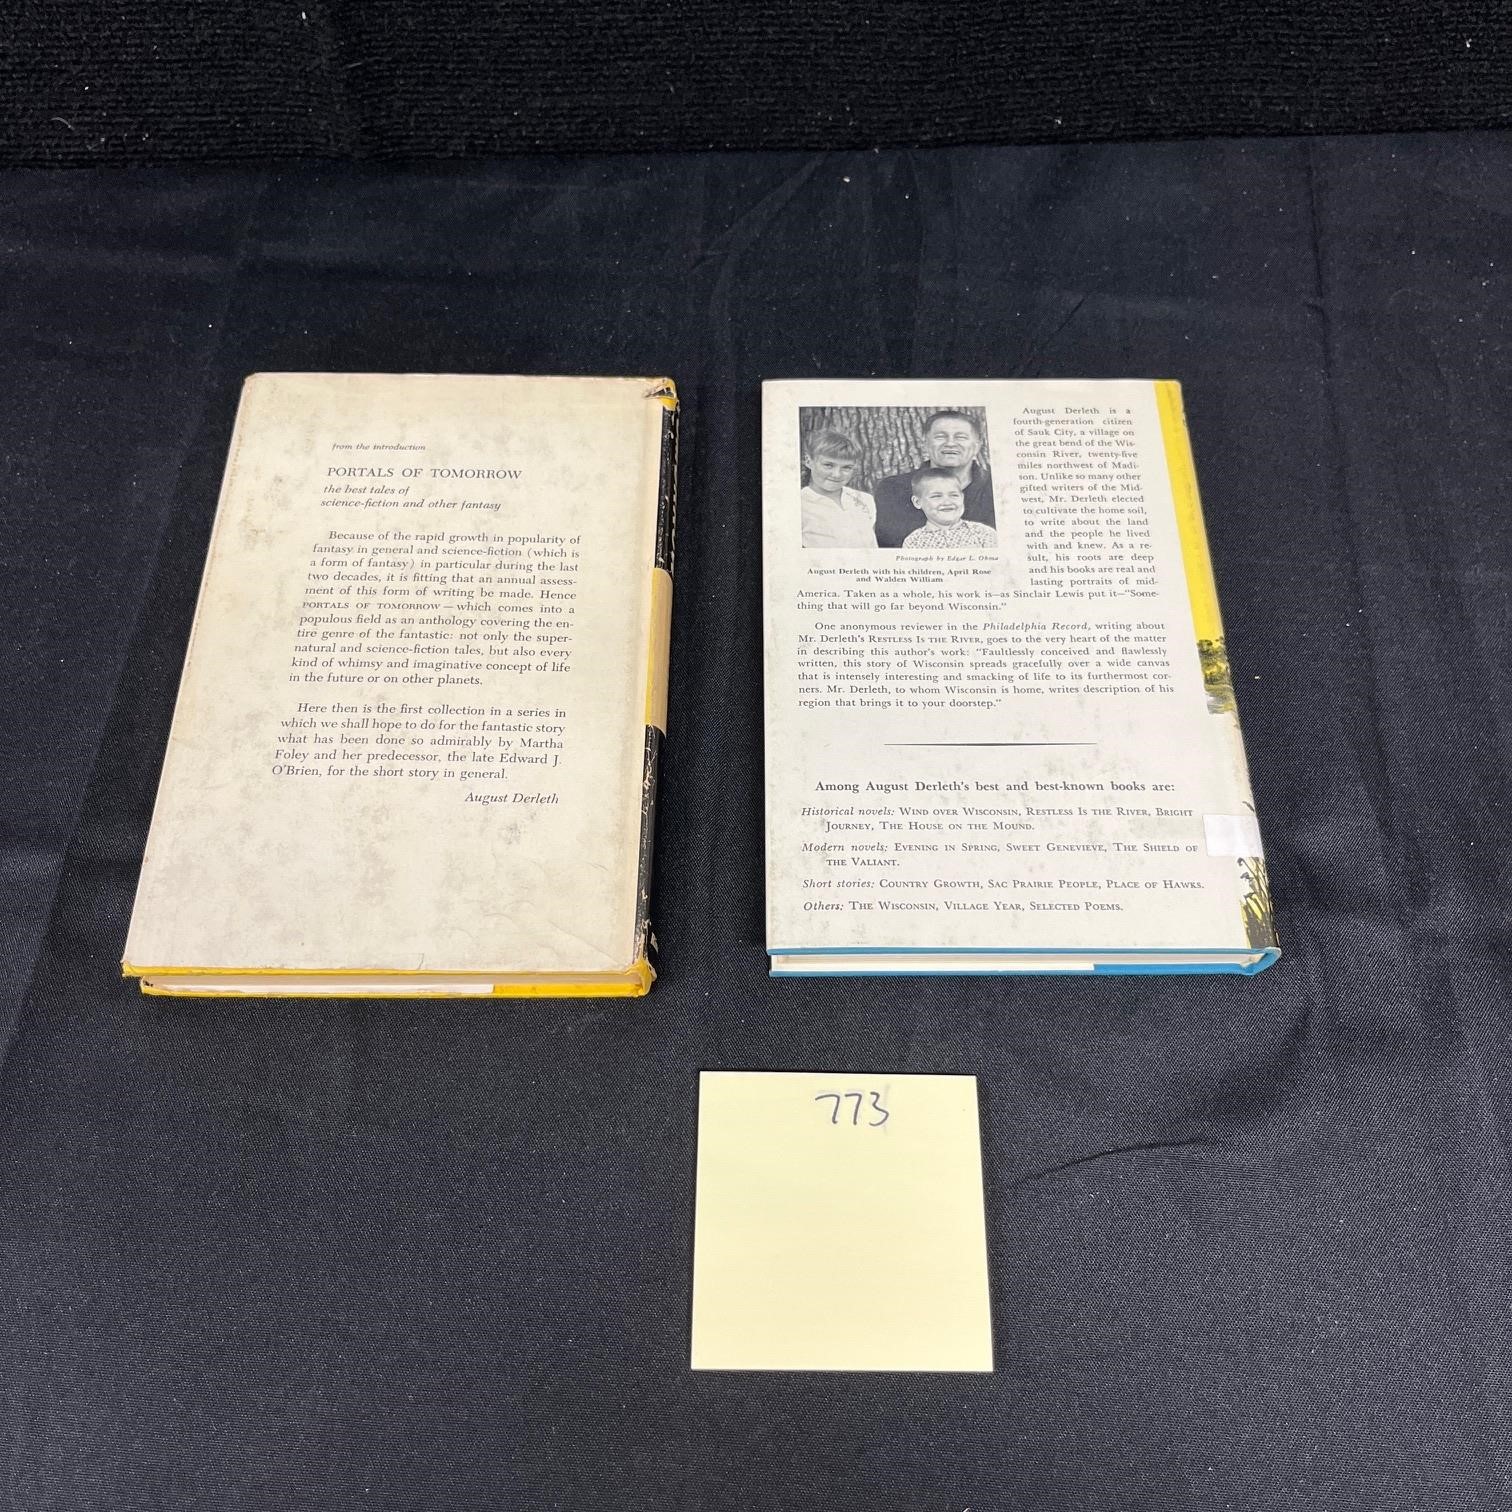 from the introduction
PORTALS OF TOMORROW
the best tales of
science-fiction and other fantasy
Because of the rapid growth in popularity of
fantasy in general and science-fiction (which is
a form of fantasy) in particular during the last
two decades, it is fitting that an annual assess-
ment of this form of writing be made. Hence
PORTALS OF TOMORROW — which comes into a
populous field as an anthology covering the en-
tire genre of the fantastic: not only the super-
natural and science-fiction tales, but also every
kind of whimsy and imaginative concept of life
in the future or on other planets.
Here then is the first collection in a series in
which we shall hope to do for the fantastic story
what has been done so admirably by Martha
Foley and her predecessor, the late Edward J.
O'Brien, for the short story in general.
August Derleth
August Derleth is a
fourth-generation citizen
of Sauk City, a village on
the great bend of the Wis-
consin River, twenty-five
miles northwest of Madi-
son. Unlike so many other
gifted writers of the Mid-
west, Mr. Derleth elected
to cultivate the home soil,
to write about the land
and the people he lived
with and knew. As a re-
sult, his roots are deep
and his books are real and
lasting portraits of mid-
Photograph by Edgar L. Obma
August Derleth with his children, April Rose
and Walden William
America. Taken as a whole, his work is—as Sinclair Lewis put it—"Some-
thing that will go far beyond Wisconsin."
One anonymous reviewer in the Philadelphia Record, writing about
Mr. Derleth's RESTLESS IS THE RIVER, goes to the very heart of the matter
in describing this author's work: "Faultlessly conceived and flawlessly
written, this story of Wisconsin spreads gracefully over a wide canvas
that is intensely interesting and smacking of life to its furthermost cor-
ners. Mr. Derleth, to whom Wisconsin is home, writes description of his
region that brings it to your doorstep."
Among August Derleth's best and best-known books are:
Historical novels: WIND OVER WISCONSIN, RESTLESS IS THE RIVER, BRIGHT
JOURNEY, THE HOUSE ON THE MOUND.
Modern novels: EVENING IN SPRING, SWEET GENEVIEVE, THE SHIELD OF
THE VALIANT.
Short stories: COUNTRY GROWTH, SAC PRAIRIE PEOPLE, PLACE OF HAWKS.
Others: THE WISCONSIN, VILLAGE YEAR, SELECTED POEMS.
773